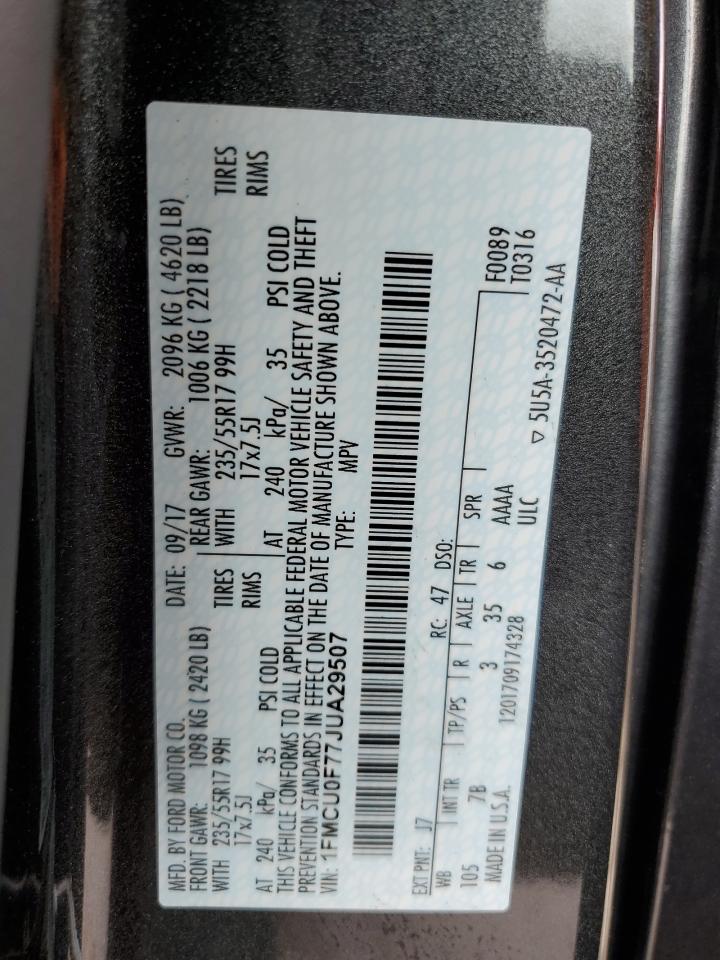 MFD. BY FORD MOTOR CO.
DATE: 09/17 GVWR: 2096 KG ( 4620 LB)
FRONT GAWR: 1098 KG ( 2420 LB)
REAR GAWR: 1006 KG ( 2218 LB)
WITH 235/55R17 99H TIRES
WITH 235/55R17 99H TIRES
17x7.5J RIMS
17x7.5J RIMS
AT 240 kPa/ 35 PSI COLD
AT 240 kPa/ 35 PSI COLD
THIS VEHICLE CONFORMS TO ALL APPLICABLE FEDERAL MOTOR VEHICLE SAFETY AND THEFT
PREVENTION STANDARDS IN EFFECT ON THE DATE OF MANUFACTURE SHOWN ABOVE.
VIN: 1FMCU0F77JUA29507 TYPE: MPV
EXT PNT: J7 RC: 47 DSO:
WB INT TR TP/PS R AXLE TR SPR F0089
105 7B 3 35 6 AAAA T0316
ULC
MADE IN U.S.A. 1201709174328
▽ 5U5A-3520472-AA